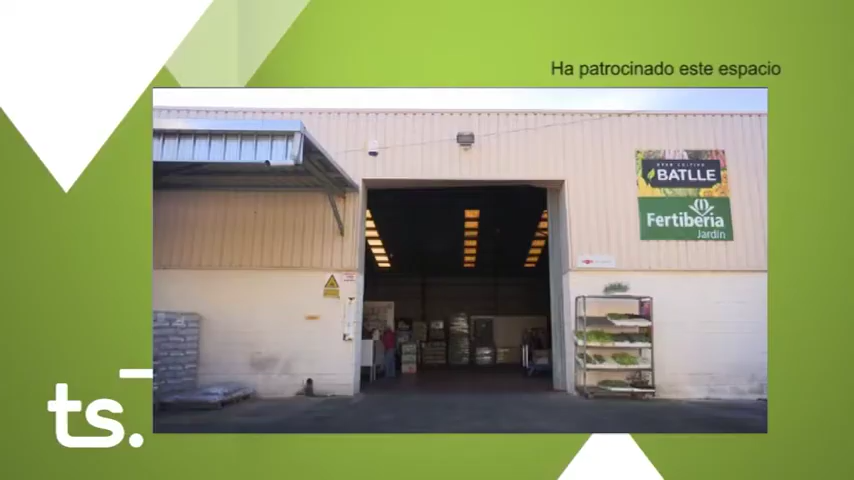 Ha patrocinado este espacio
BATLLE
Fertiberia
Jardín
ts.